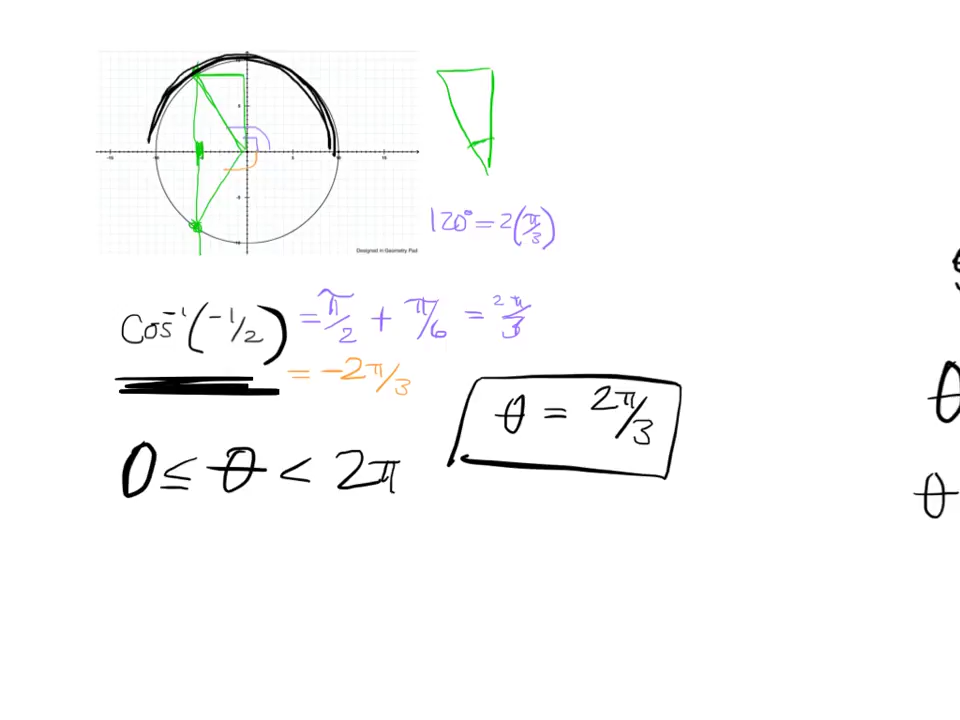 Designed in Geometry Pad
120° = 2(π/3)
Cos⁻¹(-1/2) = π/2 + π/6 = 2π/3
= -2π/3
θ = 2π/3
0 ≤ θ < 2π
θ
θ